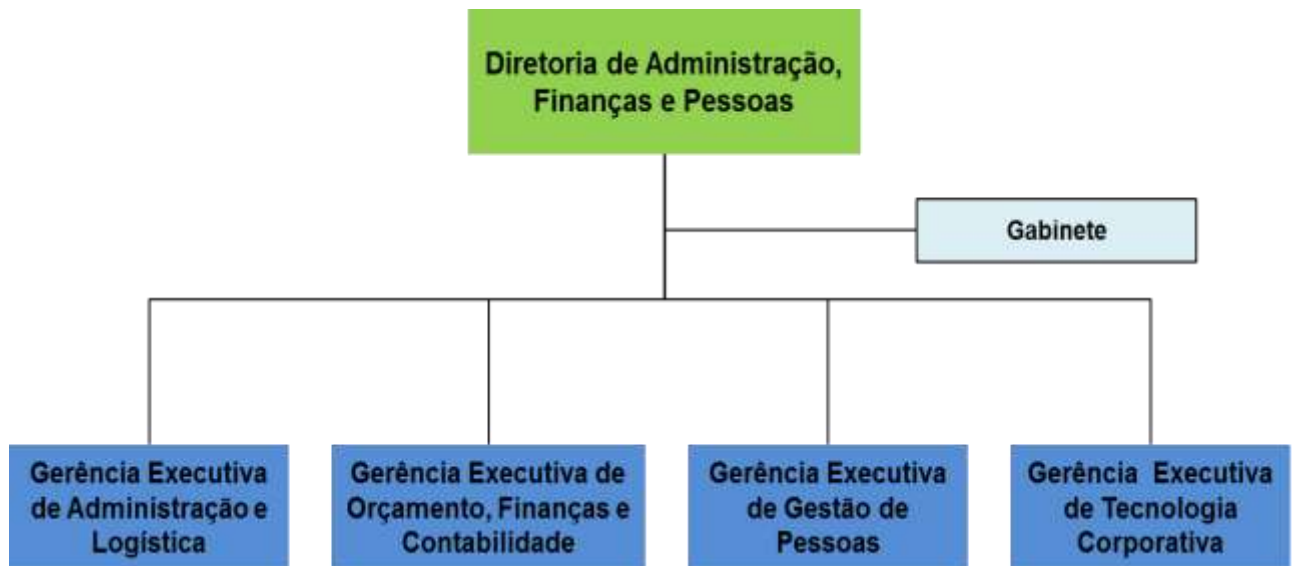 Diretoria de Administração,
Finanças e Pessoas
Gabinete
Gerência Executiva
de Administração e
Logística
Gerência Executiva de
Orçamento, Finanças e
Contabilidade
Gerência Executiva
de Gestão de
Pessoas
Gerência Executiva
de Tecnologia
Corporativa